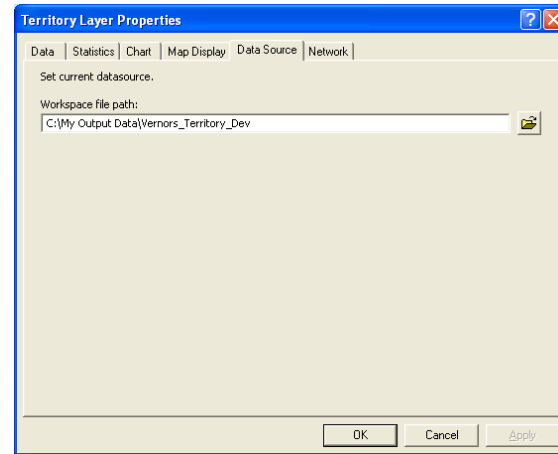 Territory Layer Properties
Data Statistics Chart Map Display Data Source Network
Set current datasource.
Workspace file path:
C:\My Output Data\Vernors_Territory_Dev
OK Cancel Apply